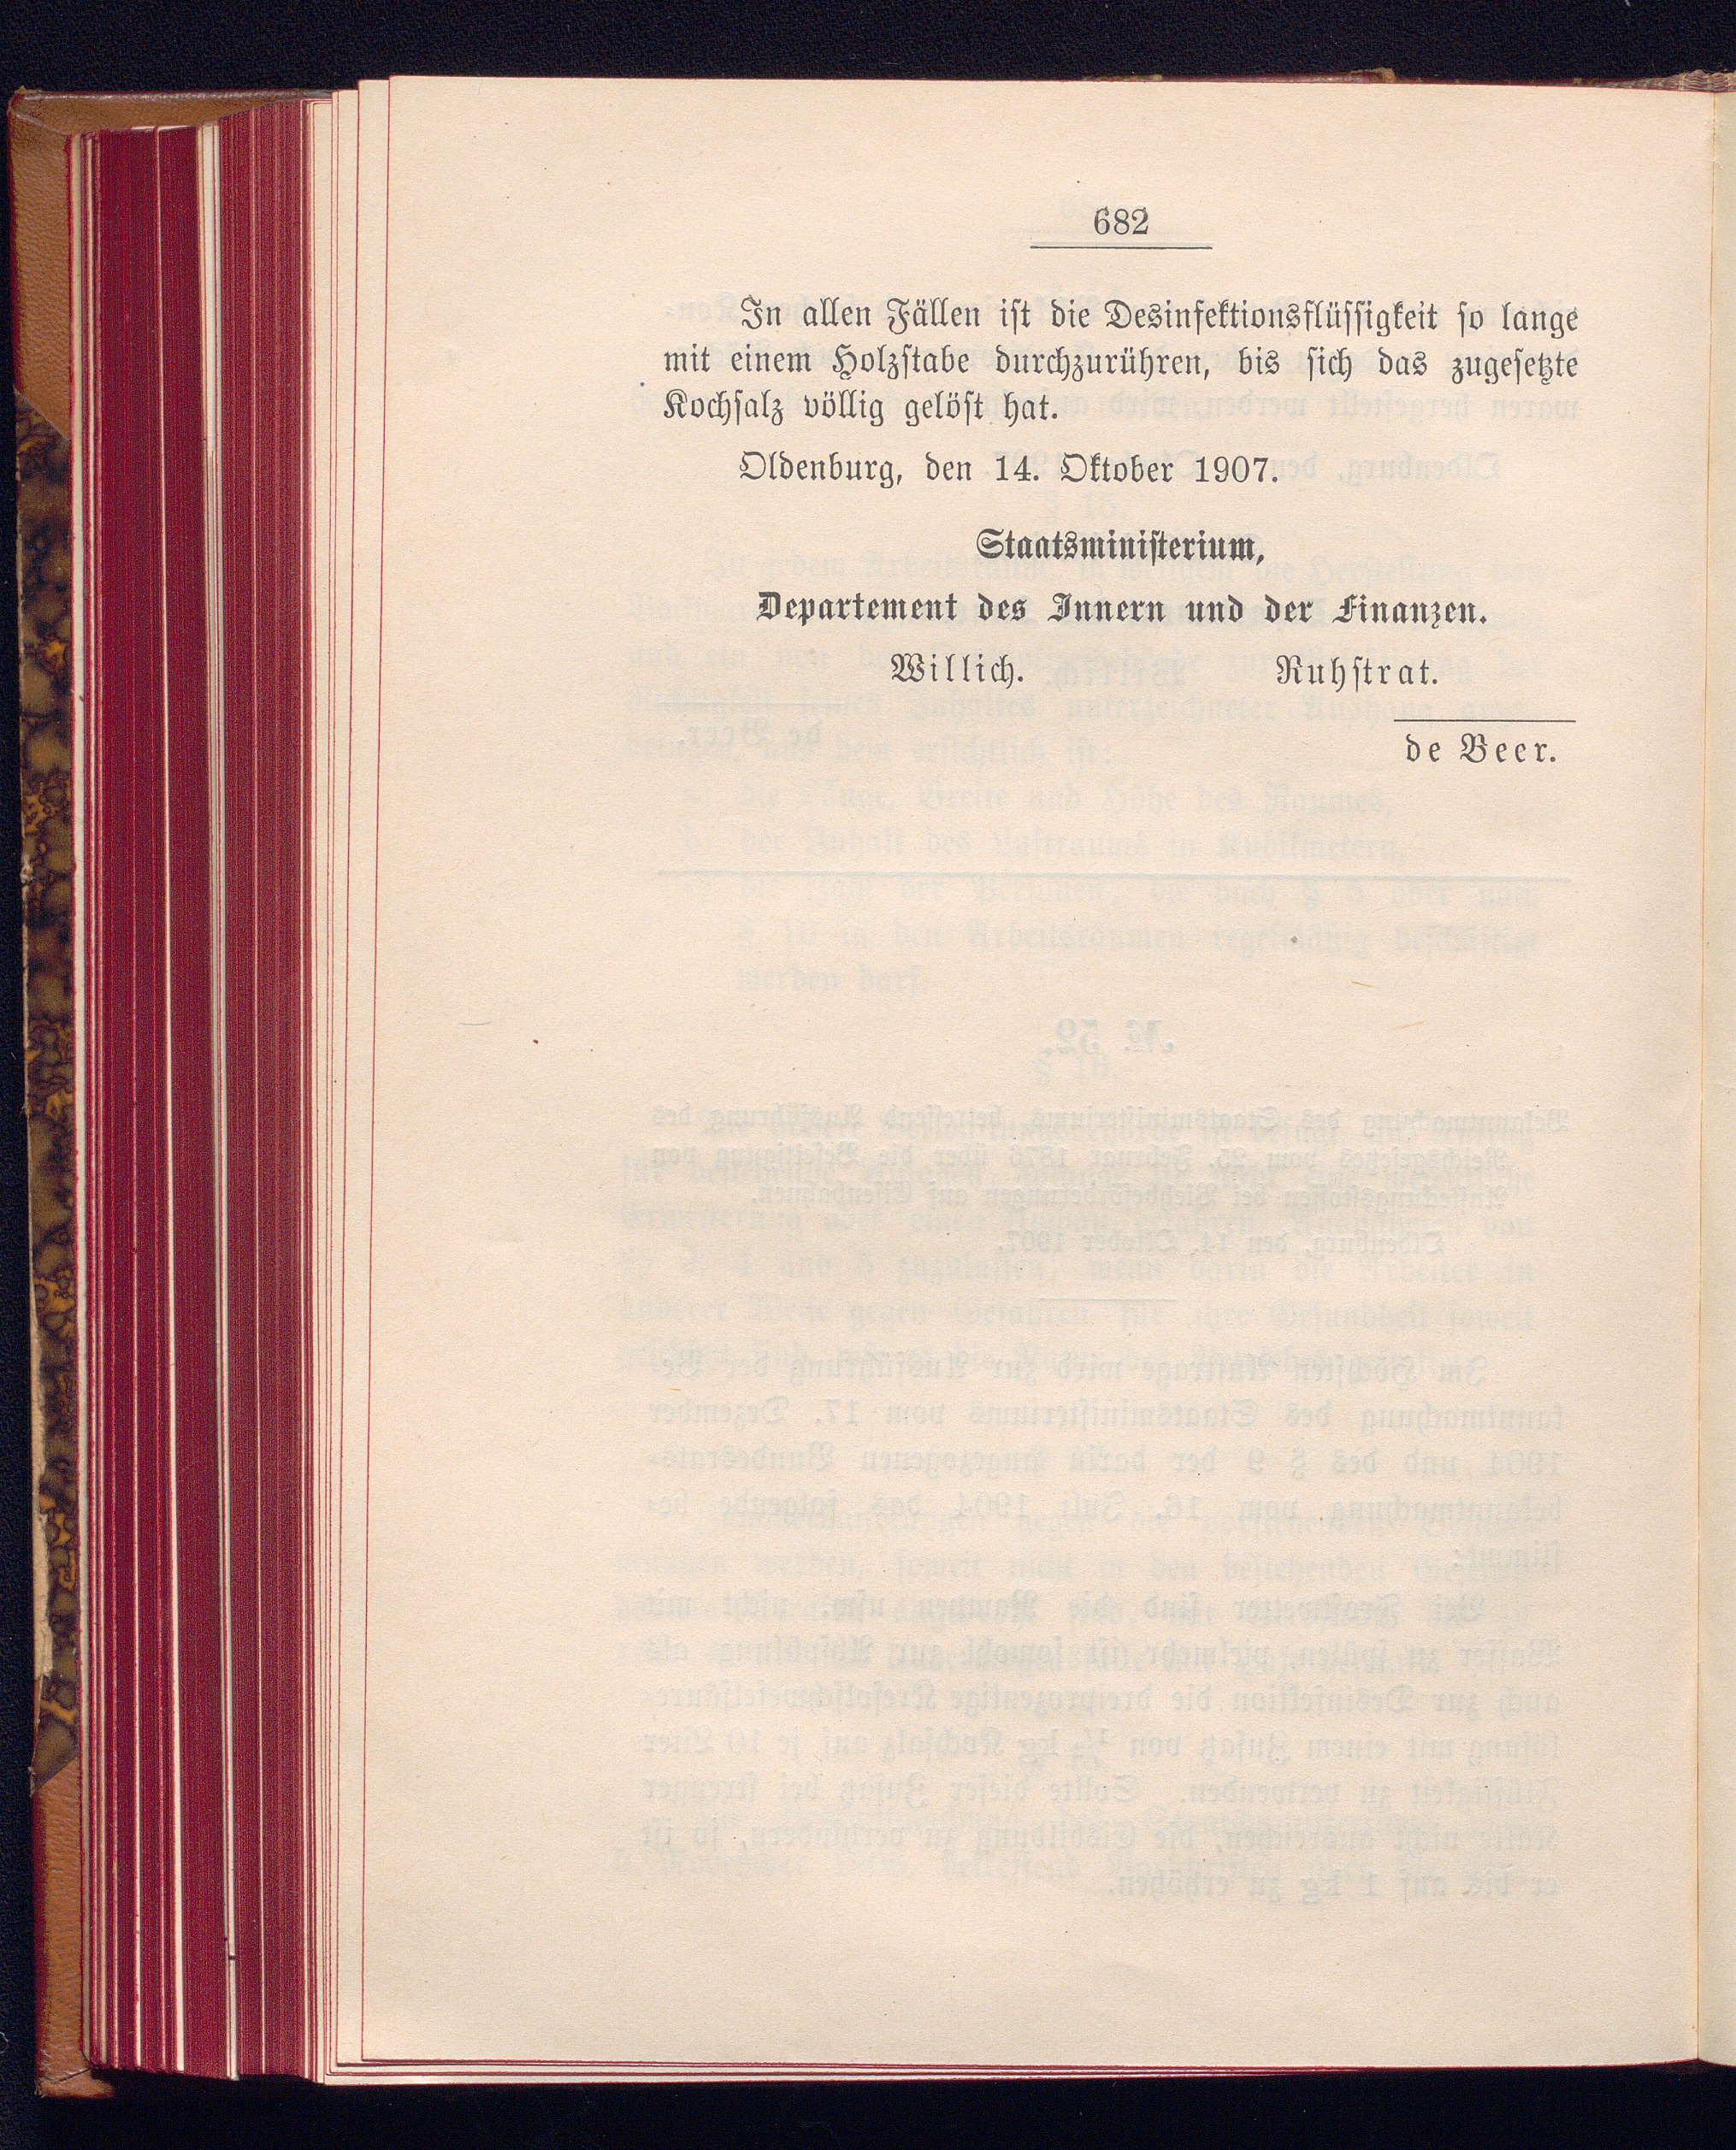 682
In allen Fällen ist die Desinfektionsflüssigkeit so lange
mit einem Holzstabe durchzurühren, bis sich das zugesetzte
Kochsalz völlig gelöst hat.
Oldenburg, den 14. Oktober 1907.
Staatsministerium,
Departement des Innern und der Finanzen.
Willich. Ruhstrat.
de Beer.